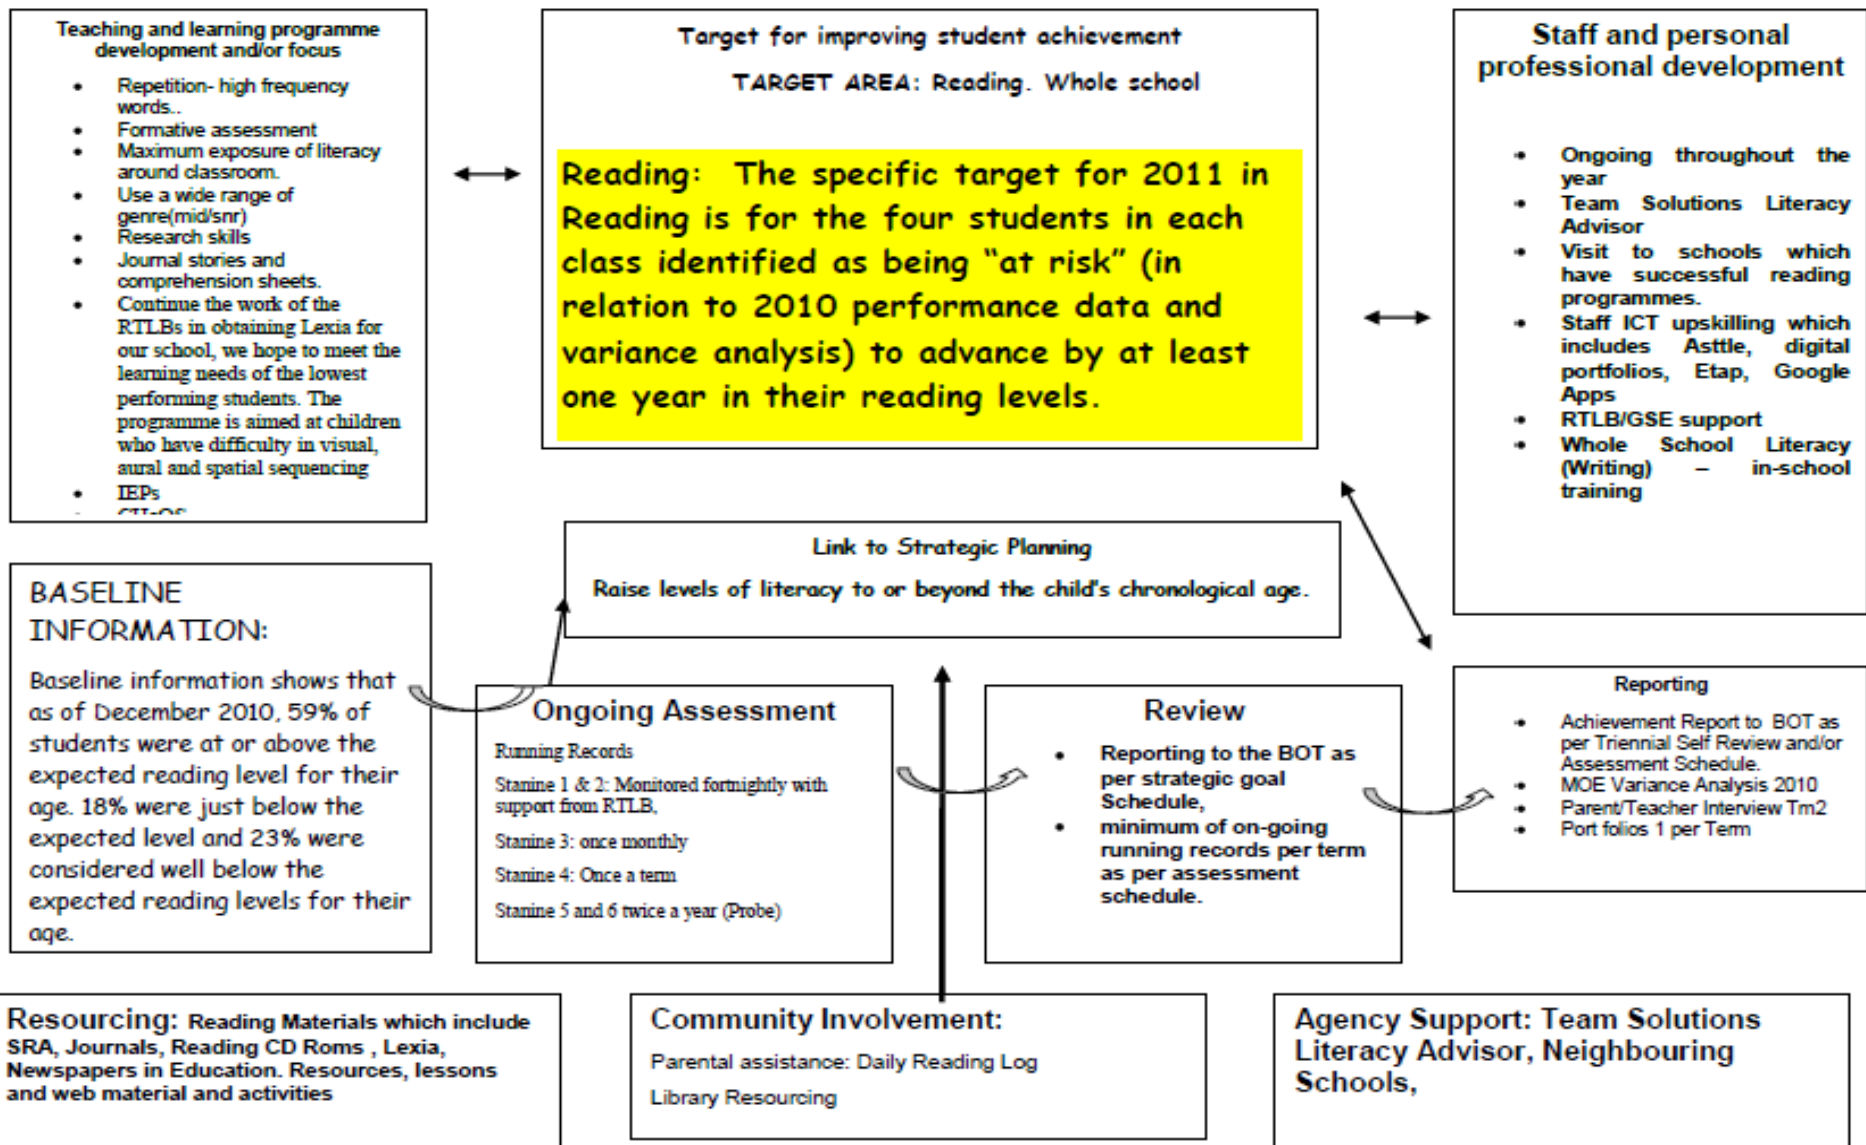 Teaching and learning programme
development and/or focus
• Repetition- high frequency
words..
• Formative assessment
• Maximum exposure of literacy
around classroom.
• Use a wide range of
genre(mid/snr)
• Research skills
• Journal stories and
comprehension sheets.
• Continue the work of the
RTLBs in obtaining Lexia for
our school, we hope to meet the
learning needs of the lowest
performing students. The
programme is aimed at children
who have difficulty in visual,
aural and spatial sequencing
• IEPs
Target for improving student achievement
TARGET AREA: Reading. Whole school
Reading: The specific target for 2011 in
Reading is for the four students in each
class identified as being “at risk” (in
relation to 2010 performance data and
variance analysis) to advance by at least
one year in their reading levels.
Staff and personal
professional development
• Ongoing throughout the
year
• Team Solutions Literacy
Advisor
• Visit to schools which
have successful reading
programmes.
• Staff ICT upskilling which
includes Asttle, digital
portfolios, Etap, Google
Apps
• RTLB/GSE support
• Whole School Literacy
(Writing) – in-school
training
Link to Strategic Planning
Raise levels of literacy to or beyond the child's chronological age.
BASELINE
INFORMATION:
Baseline information shows that
as of December 2010, 59% of
students were at or above the
expected reading level for their
age. 18% were just below the
expected level and 23% were
considered well below the
expected reading levels for their
age.
Ongoing Assessment
Running Records
Stanine 1 & 2: Monitored fortnightly with
support from RTLB,
Stanine 3: once monthly
Stanine 4: Once a term
Stanine 5 and 6 twice a year (Probe)
Review
• Reporting to the BOT as
per strategic goal
Schedule,
• minimum of on-going
running records per term
as per assessment
schedule.
Reporting
• Achievement Report to BOT as
per Triennial Self Review and/or
Assessment Schedule.
• MOE Variance Analysis 2010
• Parent/Teacher Interview Tm2
• Port folios 1 per Term
Resourcing: Reading Materials which include
SRA, Journals, Reading CD Roms , Lexia,
Newspapers in Education. Resources, lessons
and web material and activities
Community Involvement:
Parental assistance: Daily Reading Log
Library Resourcing
Agency Support: Team Solutions
Literacy Advisor, Neighbouring
Schools,